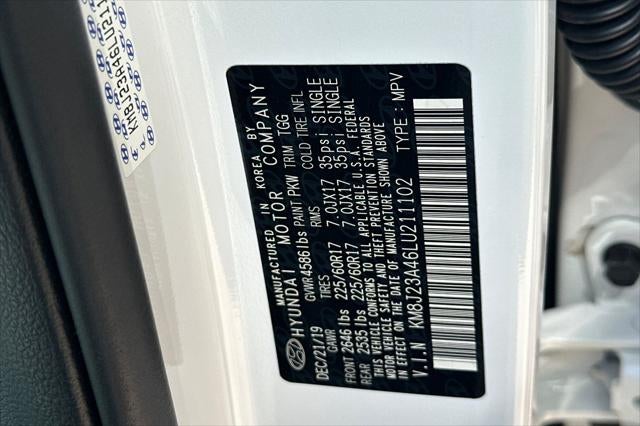 MANUFACTURED IN KOREA BY
HYUNDAI MOTOR COMPANY
DEC/21/19 GVWR 4586 lbs PAINT PKW TRIM TGG
GAWR TIRES RIMS COLD TIRE INFL
FRONT 2646 lbs 225/60R17 7.0JX17 35psi SINGLE
REAR 2535 lbs 225/60R17 7.0JX17 35psi SINGLE
THIS VEHICLE CONFORMS TO ALL APPLICABLE U.S.A. FEDERAL
MOTOR VEHICLE SAFETY AND THEFT PREVENTION STANDARDS
IN EFFECT ON THE DATE OF MANUFACTURE SHOWN ABOVE
V.I.N KM8J23A46LU211102 TYPE : MPV